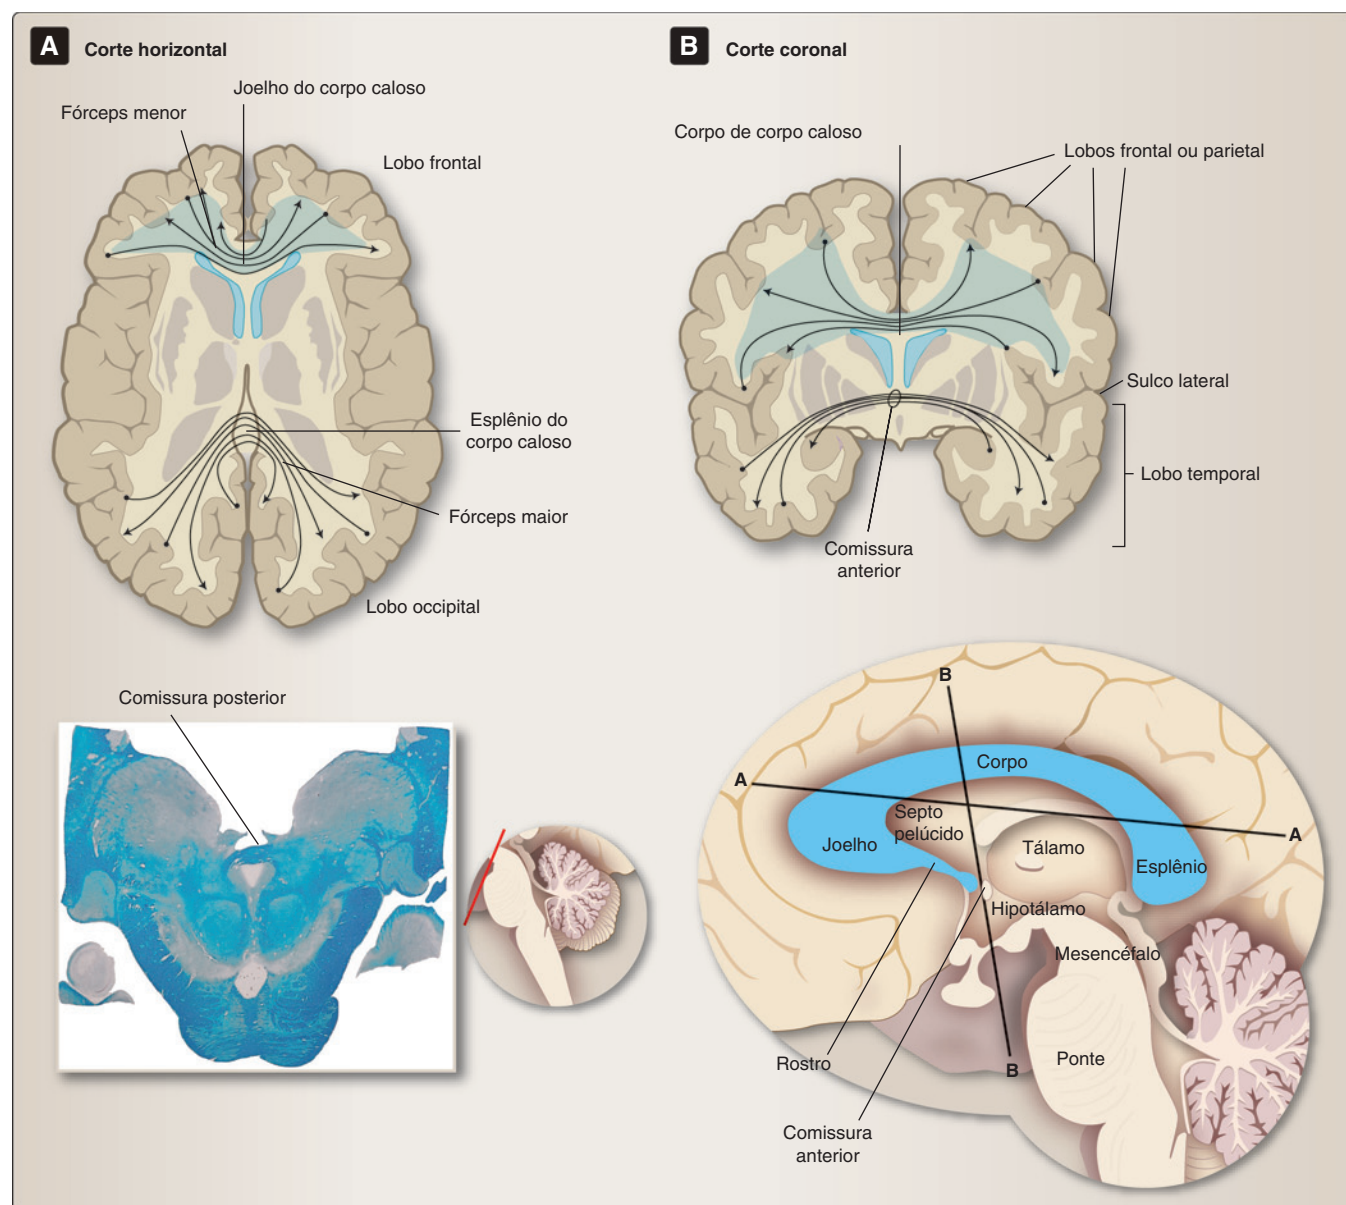 A Corte horizontal
Joelho do corpo caloso
Fórceps menor
Lobo frontal
Esplênio do
corpo caloso
Fórceps maior
Lobo occipital
B Corte coronal
Corpo de corpo caloso
Lobos frontal ou parietal
Sulco lateral
Lobo temporal
Comissura
anterior
Comissura posterior
B
A
Corpo
Septo
pelúcido
A
Joelho
Tálamo
Esplênio
Hipotálamo
Mesencéfalo
Rostro
B
Ponte
Comissura
anterior